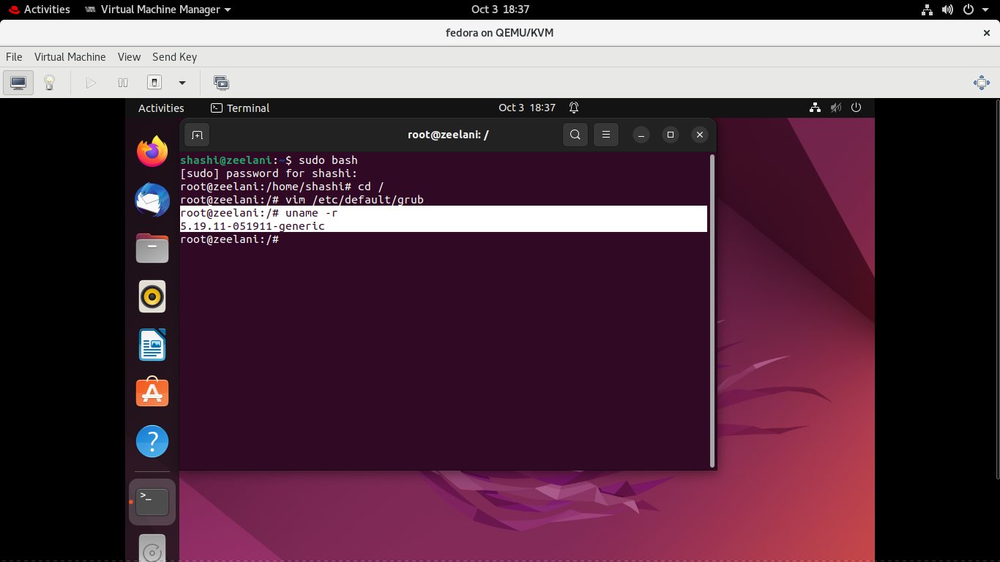 Activities Virtual Machine Manager Oct 3 18:37
fedora on QEMU/KVM
File Virtual Machine View Send Key
Activities Terminal Oct 3 18:37
root@zeelani: /
shashi@zeelani:~$ sudo bash
[sudo] password for shashi:
root@zeelani:/home/shashi# cd /
root@zeelani:/# vim /etc/default/grub
root@zeelani:/# uname -r
5.19.11-051911-generic
root@zeelani:/#